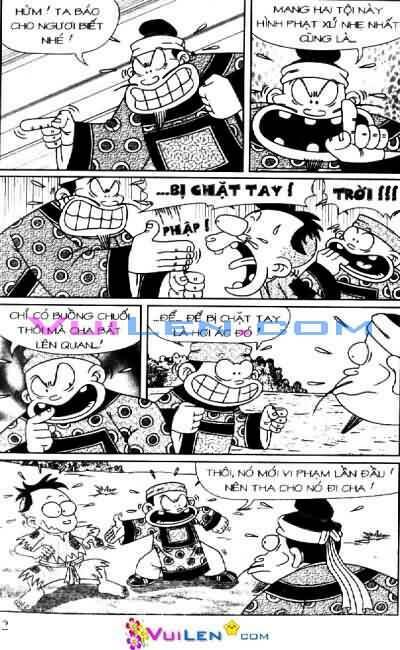 HỪM! TA BÁO
CHO NGƯƠI BIẾT
NHÉ!
MANG HAI TỘI NÀY
HÌNH PHẠT XỬ NHẸ NHẤT
CŨNG LÀ...
...BỊ CHẶT TAY!
TRỜI!!!
PHẬP!
CHỈ CÓ BUỒNG CHUỐI
THÔI MÀ CHA BẮT
LÊN QUAN..!
ĐỂ.. ĐỂ BỊ CHẶT TAY
LÀ HƠI ÁC ĐÓ
VUILEN.COM
THÔI, NÓ MỚI VI PHẠM LẦN ĐẦU!
NÊN THA CHO NÓ ĐI CHA!
2
VUILEN.COM